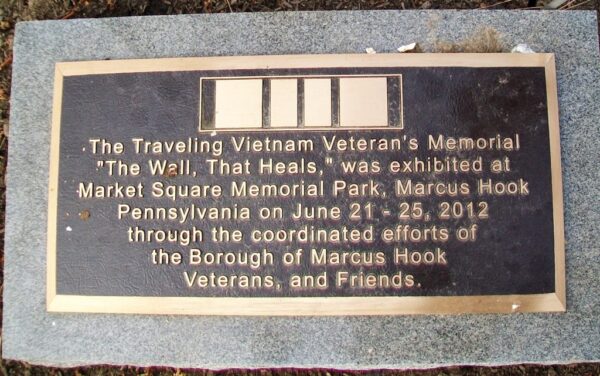 The Traveling Vietnam Veteran's Memorial
"The Wall, That Heals," was exhibited at
Market Square Memorial Park, Marcus Hook
Pennsylvania on June 21 - 25, 2012
through the coordinated efforts of
the Borough of Marcus Hook
Veterans, and Friends.